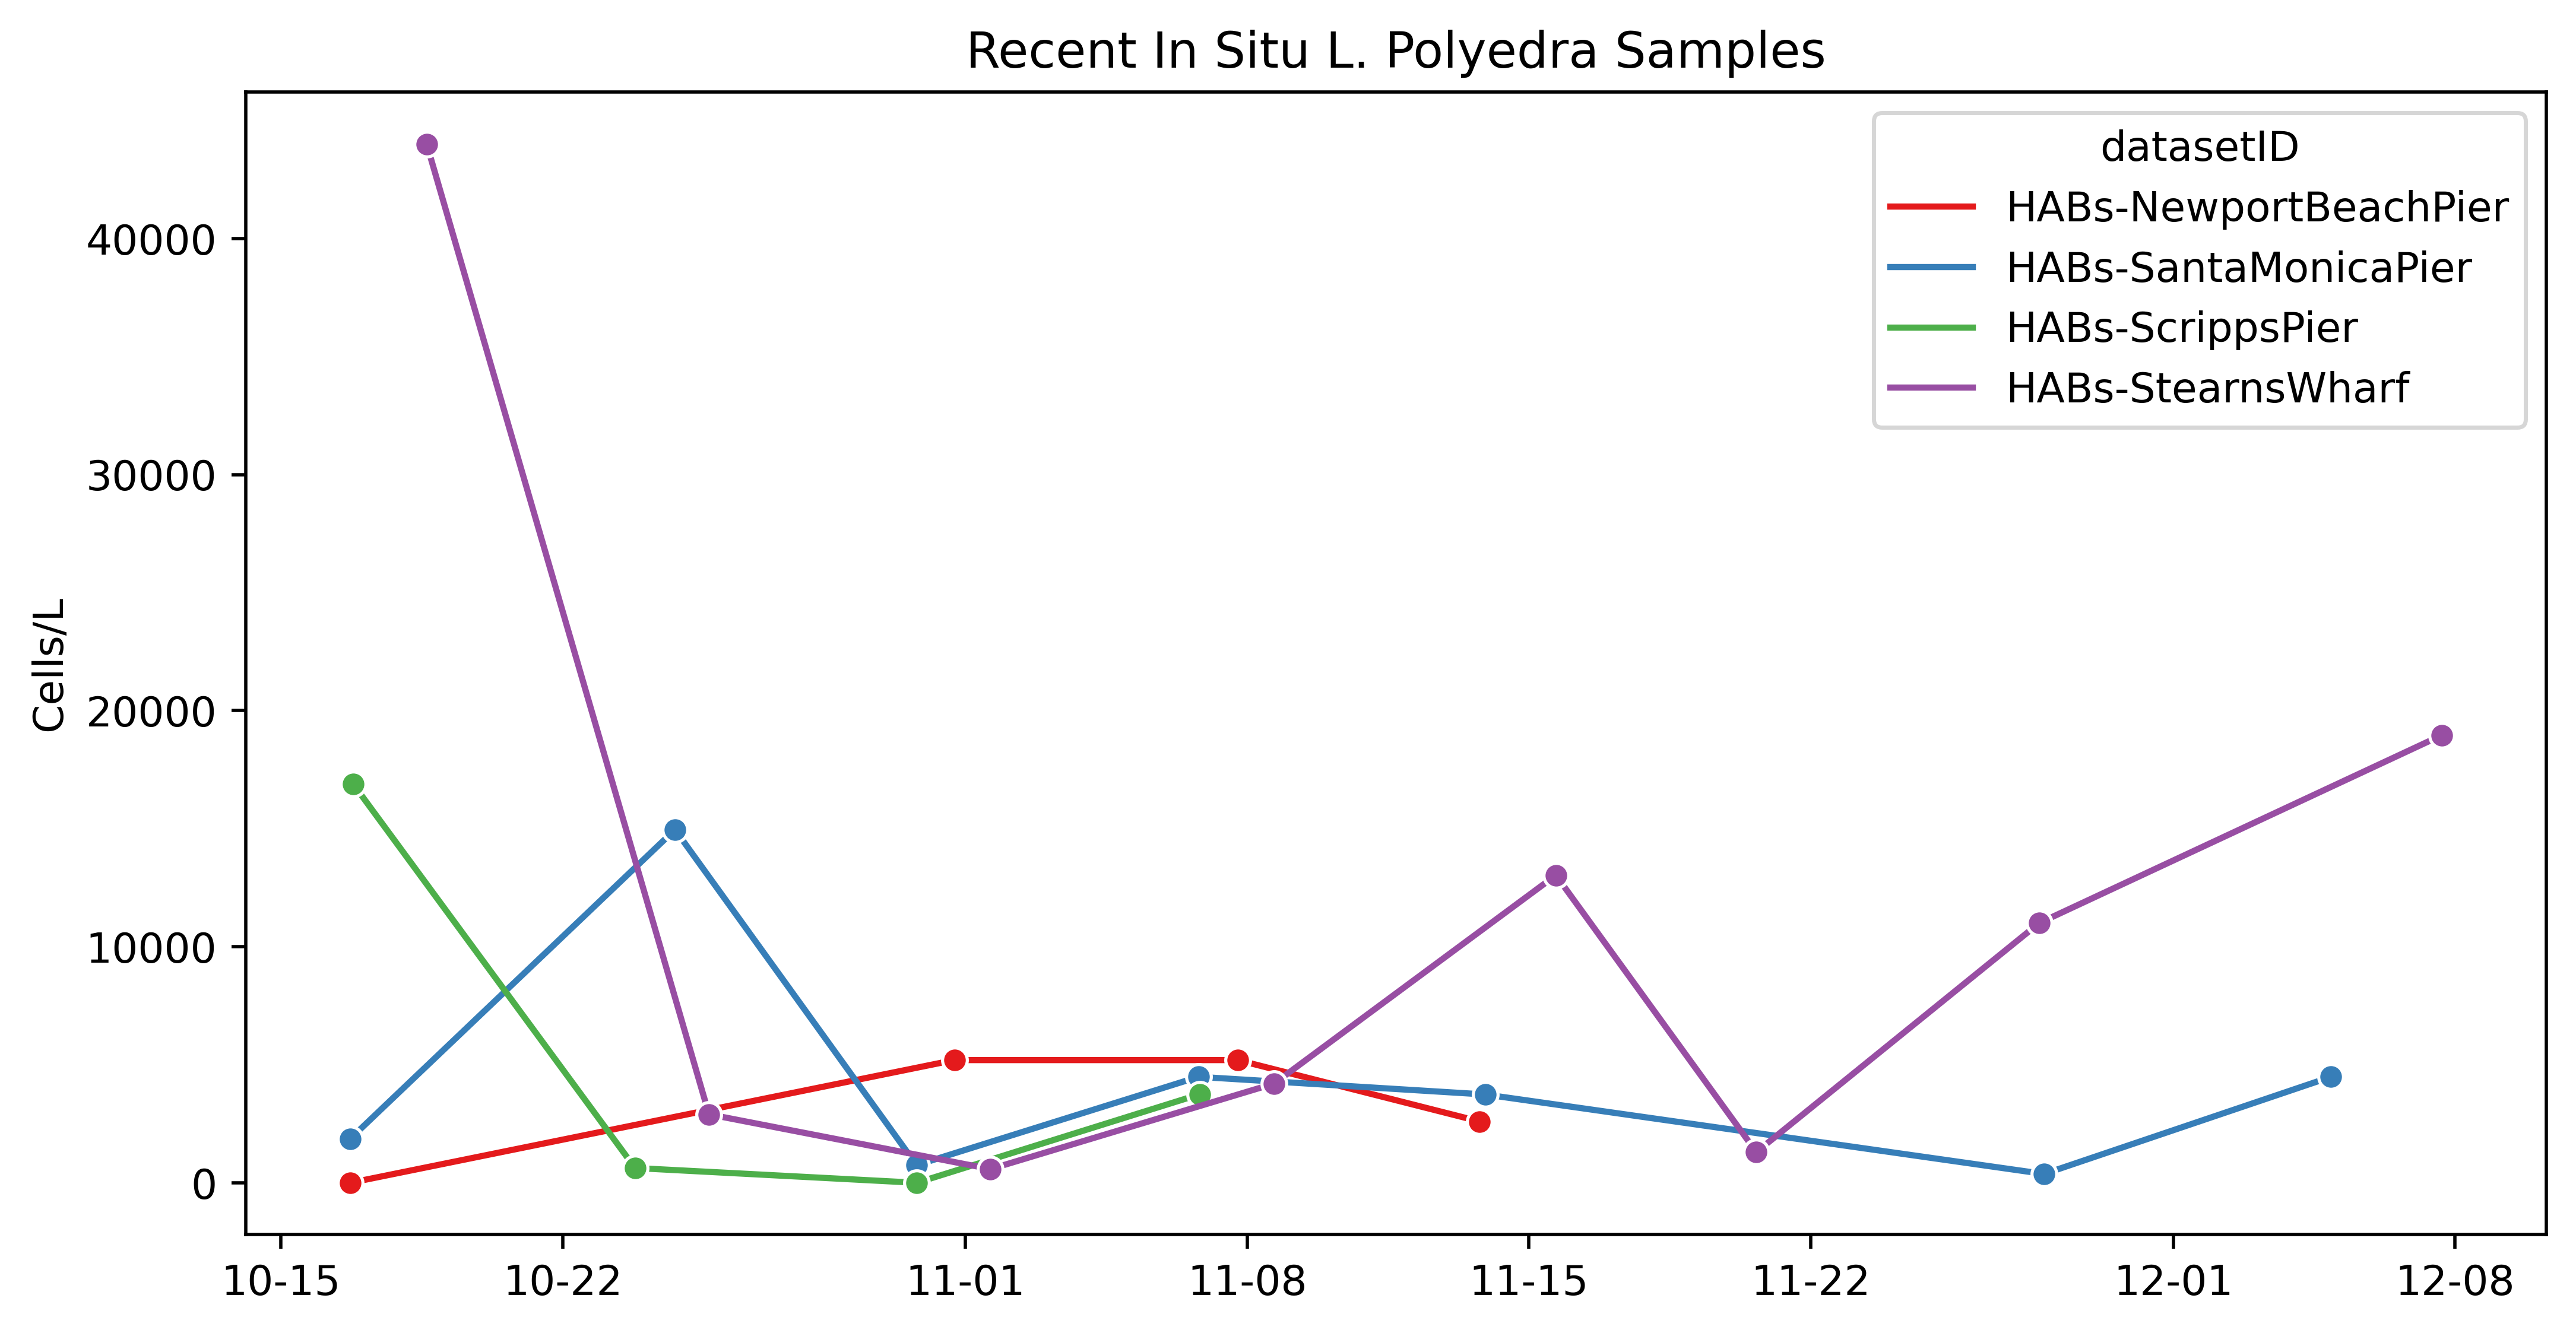 Recent In Situ L. Polyedra Samples
datasetID
HABs-NewportBeachPier
HABs-SantaMonicaPier
HABs-ScrippsPier
HABs-StearnsWharf
Cells/L
40000
30000
20000
10000
0
10-15 10-22 11-01 11-08 11-15 11-22 12-01 12-08